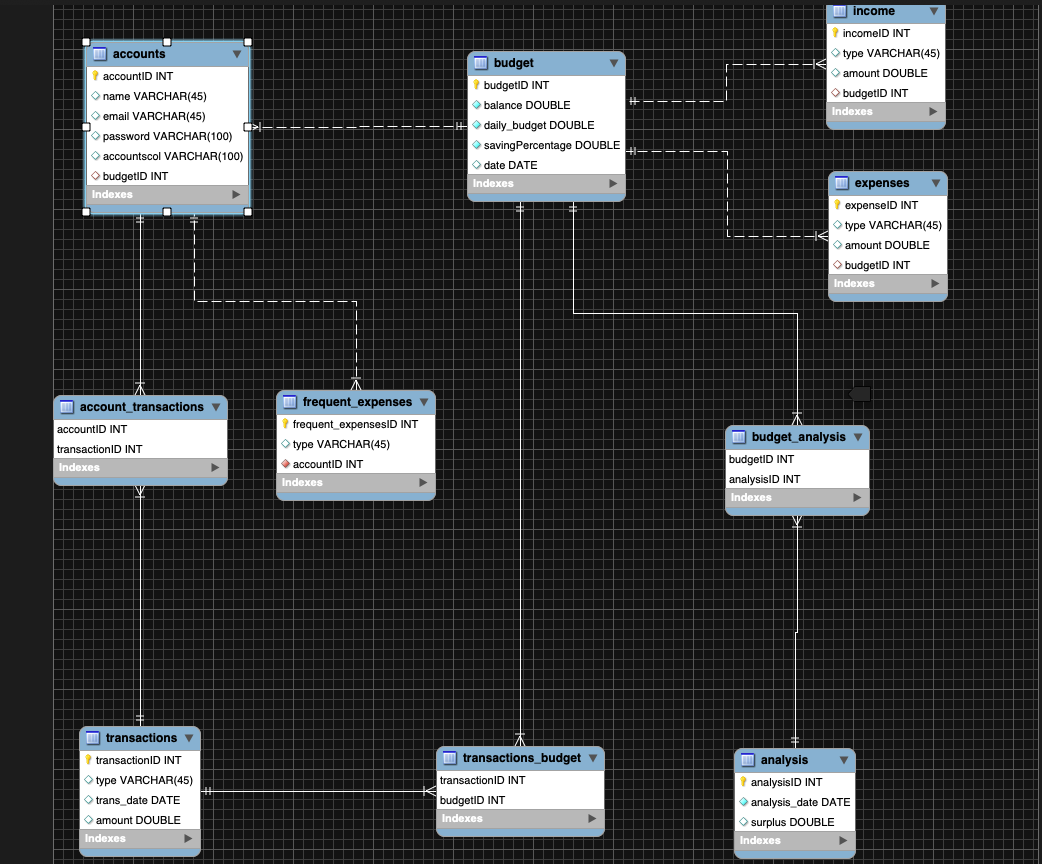 accounts
accountID INT
name VARCHAR(45)
email VARCHAR(45)
password VARCHAR(100)
accountscol VARCHAR(100)
budgetID INT
Indexes
budget
budgetID INT
balance DOUBLE
daily_budget DOUBLE
savingPercentage DOUBLE
date DATE
Indexes
income
incomeID INT
type VARCHAR(45)
amount DOUBLE
budgetID INT
Indexes
expenses
expenseID INT
type VARCHAR(45)
amount DOUBLE
budgetID INT
Indexes
account_transactions
accountID INT
transactionID INT
Indexes
frequent_expenses
frequent_expensesID INT
type VARCHAR(45)
accountID INT
Indexes
budget_analysis
budgetID INT
analysisID INT
Indexes
transactions
transactionID INT
type VARCHAR(45)
trans_date DATE
amount DOUBLE
Indexes
transactions_budget
transactionID INT
budgetID INT
Indexes
analysis
analysisID INT
analysis_date DATE
surplus DOUBLE
Indexes